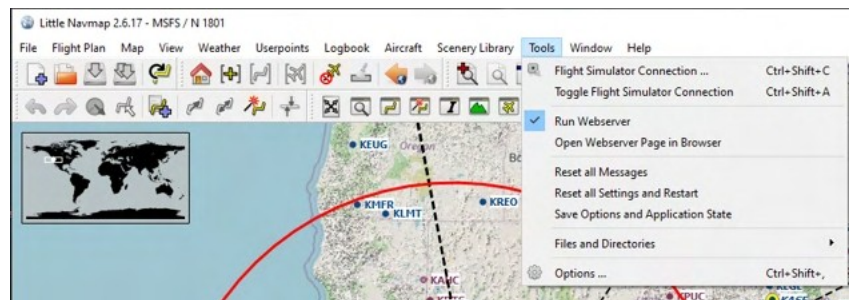 Little Navmap 2.6.17 - MSFS / N 1801
File Flight Plan Map View Weather Userpoints Logbook Aircraft Scenery Library Tools Window Help
Flight Simulator Connection ... Ctrl+Shift+C
Toggle Flight Simulator Connection Ctrl+Shift+A
Run Webserver
Open Webserver Page in Browser
Reset all Messages
Reset all Settings and Restart
Save Options and Application State
Files and Directories
Options ... Ctrl+Shift+,
KEUG Oregon
KMFR
KLMT
KREO
KPUC